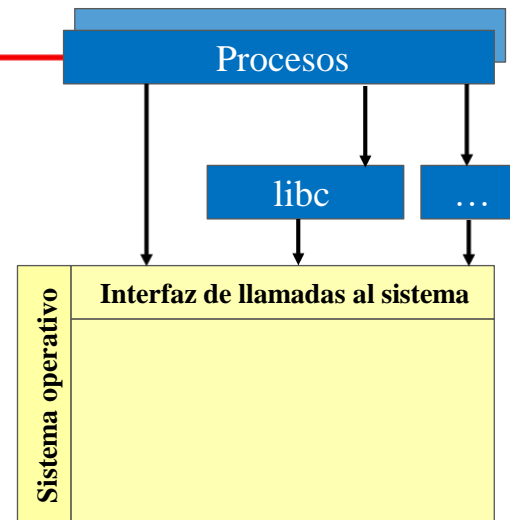 Procesos
libc
…
Interfaz de llamadas al sistema
Sistema operativo